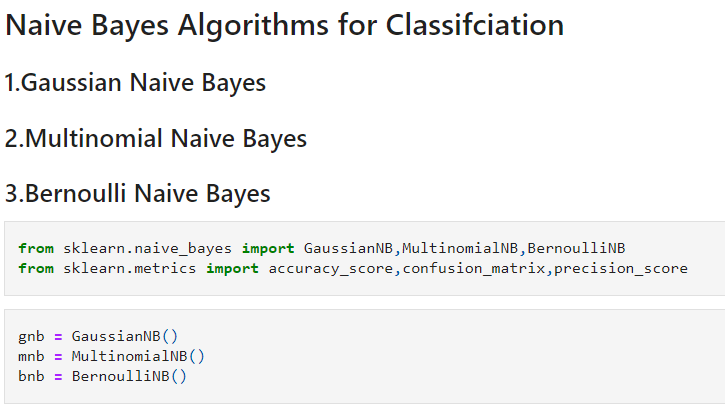 Naive Bayes Algorithms for Classifciation
1.Gaussian Naive Bayes
2.Multinomial Naive Bayes
3.Bernoulli Naive Bayes
from sklearn.naive_bayes import GaussianNB,MultinomialNB,BernoulliNB
from sklearn.metrics import accuracy_score,confusion_matrix,precision_score
gnb = GaussianNB()
mnb = MultinomialNB()
bnb = BernoulliNB()